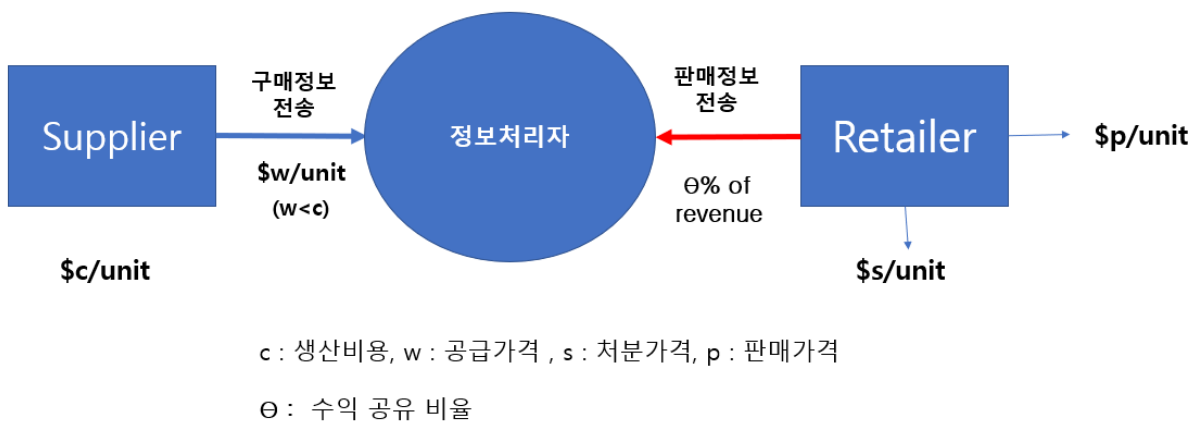 Supplier
구매정보
전송
$w/unit
(w<c)
$c/unit
정보처리자
판매정보
전송
Ө% of
revenue
Retailer
$p/unit
$s/unit
c : 생산비용, w : 공급가격 , s : 처분가격, p : 판매가격
Ө : 수익 공유 비율